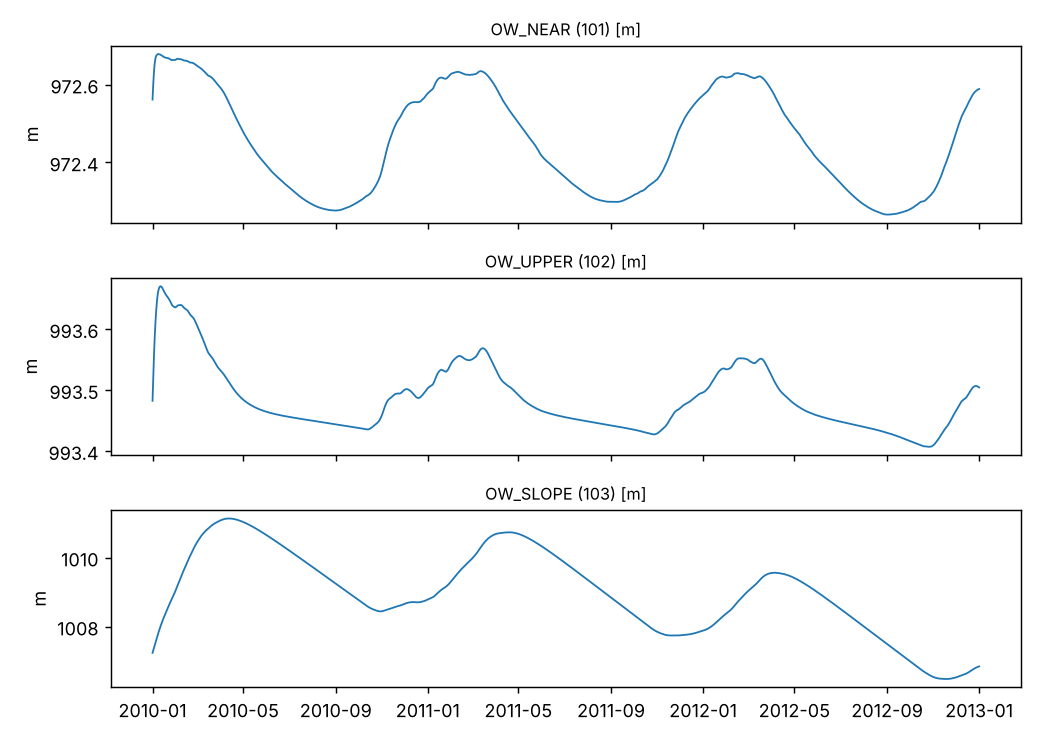 OW_NEAR (101) [m]
972.6
m
972.4
OW_UPPER (102) [m]
993.6
m
993.5
993.4
OW_SLOPE (103) [m]
1010
m
1008
2010-01 2010-05 2010-09 2011-01 2011-05 2011-09 2012-01 2012-05 2012-09 2013-01